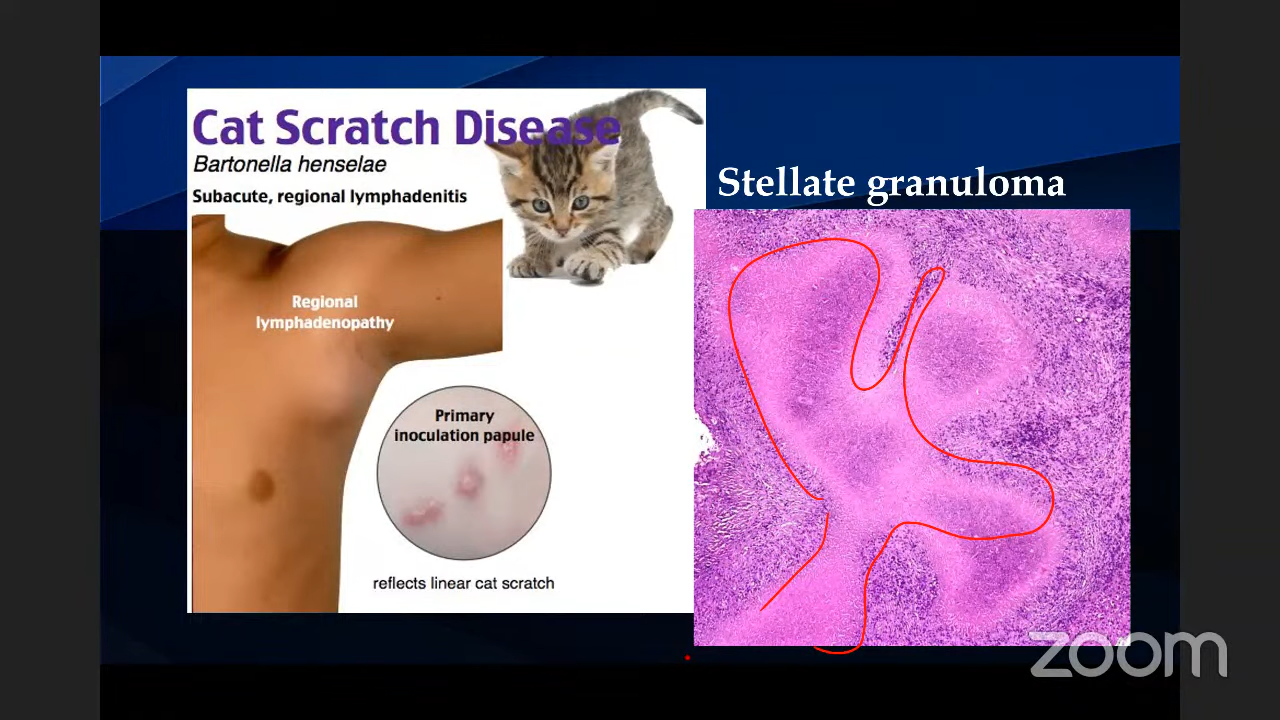 Cat Scratch Disease
Bartonella henselae
Subacute, regional lymphadenitis
Stellate granuloma
Regional
lymphadenopathy
Primary
inoculation papule
reflects linear cat scratch
zoom